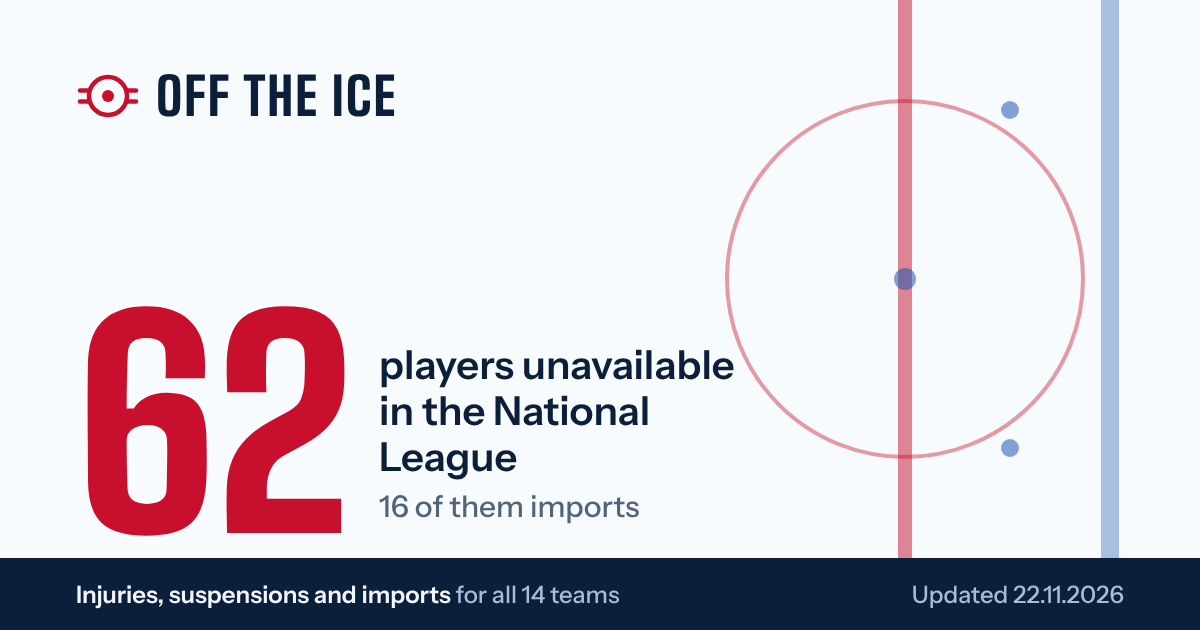 OFF THE ICE
62
players unavailable
in the National
League
16 of them imports
Injuries, suspensions and imports for all 14 teams
Updated 22.11.2026